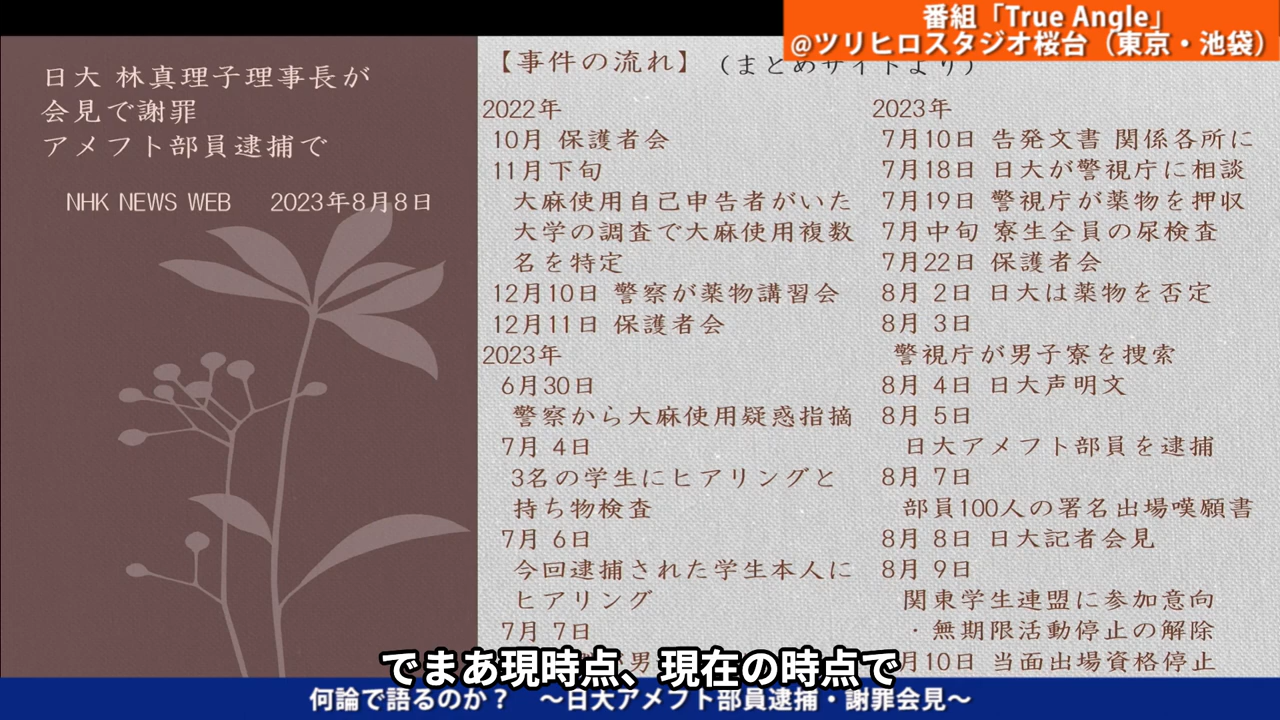 番組「True Angle」
@ツリヒロスタジオ桜台（東京・池袋）
日大 林真理子理事長が
会見で謝罪
アメフト部員逮捕で
NHK NEWS WEB 2023年8月8日
【事件の流れ】（まとめサイトより）
2022年
10月 保護者会
11月下旬
大麻使用自己申告者がいた
大学の調査で大麻使用複数
名を特定
12月10日 警察が薬物講習会
12月11日 保護者会
2023年
6月30日
警察から大麻使用疑惑指摘
7月 4日
3名の学生にヒアリングと
持ち物検査
7月 6日
今回逮捕された学生本人に
ヒアリング
7月 7日
男
2023年
7月10日 告発文書 関係各所に
7月18日 日大が警視庁に相談
7月19日 警視庁が薬物を押収
7月中旬 寮生全員の尿検査
7月22日 保護者会
8月 2日 日大は薬物を否定
8月 3日
警視庁が男子寮を捜索
8月 4日 日大声明文
8月 5日
日大アメフト部員を逮捕
8月 7日
部員100人の署名出場嘆願書
8月 8日 日大記者会見
8月 9日
関東学生連盟に参加意向
・無期限活動停止の解除
月10日 当面出場資格停止
でまあ現時点、現在の時点で
何論で語るのか？ ～日大アメフト部員逮捕・謝罪会見～